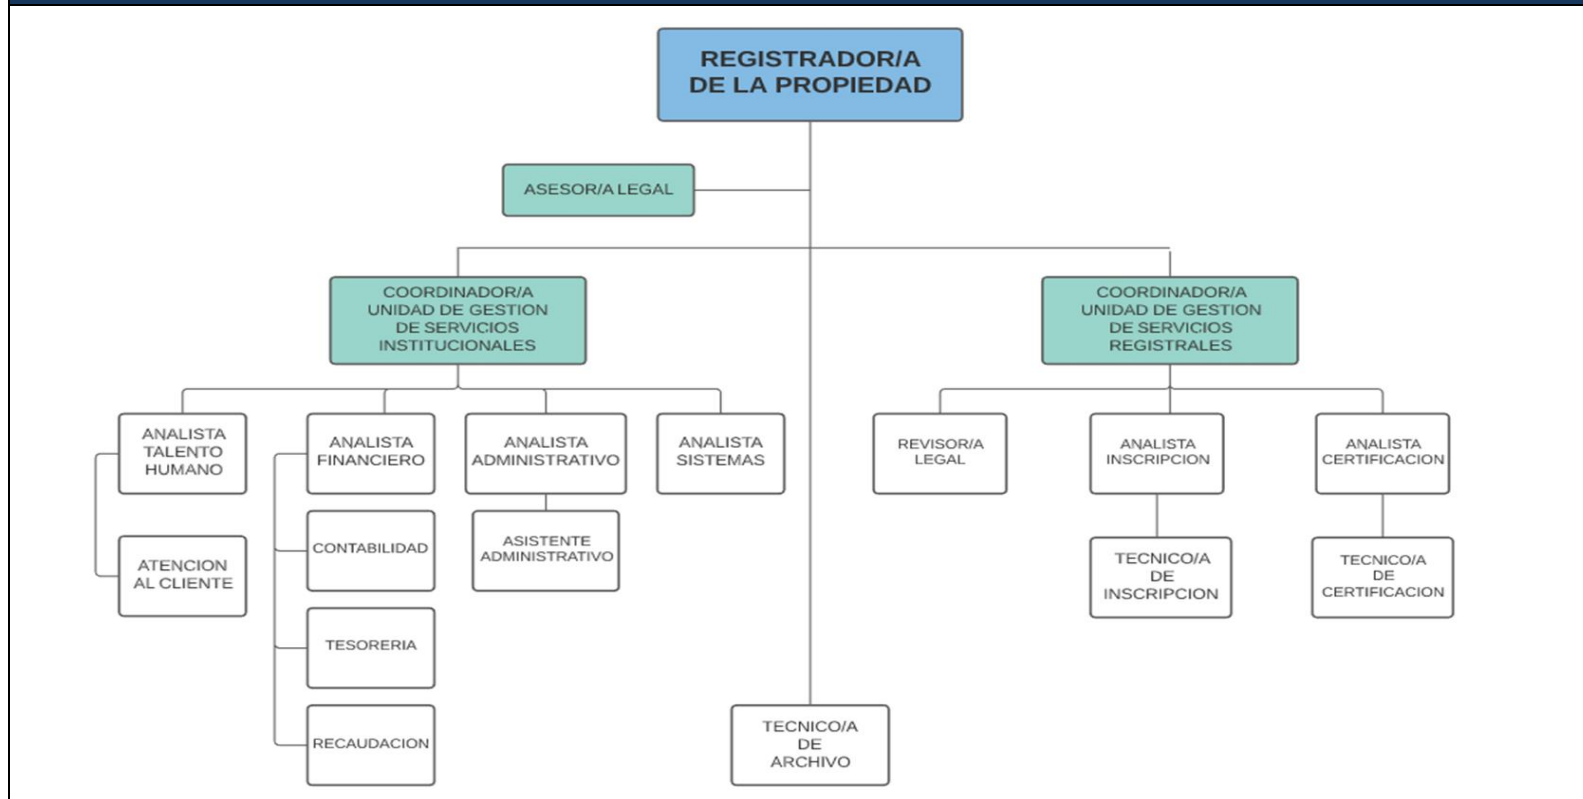 REGISTRADOR/A
DE LA PROPIEDAD
ASESOR/A LEGAL
COORDINADOR/A
UNIDAD DE GESTION
DE SERVICIOS
INSTITUCIONALES
COORDINADOR/A
UNIDAD DE GESTION
DE SERVICIOS
REGISTRALES
ANALISTA
TALENTO
HUMANO
ANALISTA
FINANCIERO
ANALISTA
ADMINISTRATIVO
ANALISTA
SISTEMAS
REVISOR/A
LEGAL
ANALISTA
INSCRIPCION
ANALISTA
CERTIFICACION
ATENCION
AL CLIENTE
CONTABILIDAD
ASISTENTE
ADMINISTRATIVO
TECNICO/A
DE
INSCRIPCION
TECNICO/A
DE
CERTIFICACION
TESORERIA
RECAUDACION
TECNICO/A
DE
ARCHIVO